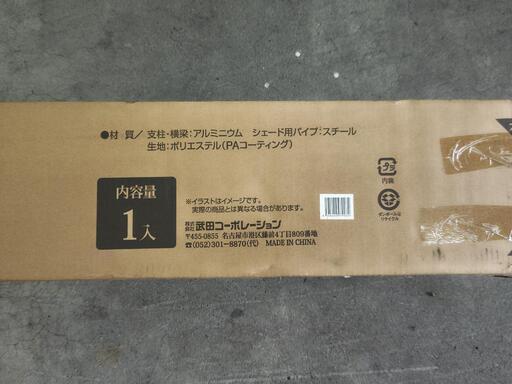 ●材 質／ 支柱・横梁：アルミニウム シェード用パイプ：スチール
生地：ポリエステル(PAコーティング)
内容量
1入
※イラストはイメージです。
実際の商品とは異なる場合があります。
株式会社 武田コーポレーション
〒455-0855 名古屋市港区藤前4丁目809番地
☎(052)301-8870(代) MADE IN CHINA
プラ
内装
ダンボールは
リサイクル